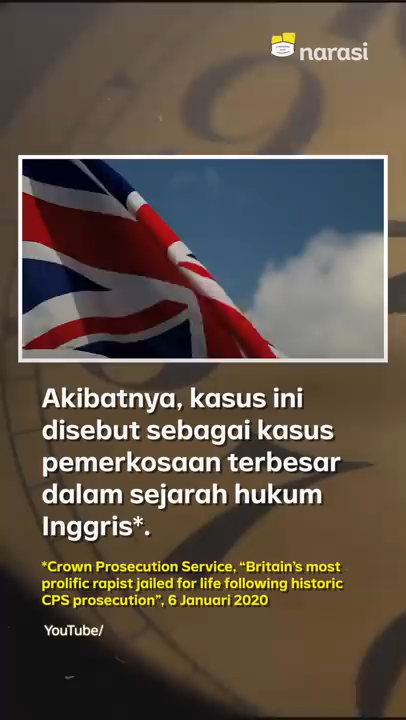 narasi
Akibatnya, kasus ini
disebut sebagai kasus
pemerkosaan terbesar
dalam sejarah hukum
Inggris*.
*Crown Prosecution Service, “Britain’s most
prolific rapist jailed for life following historic
CPS prosecution”, 6 Januari 2020
YouTube/